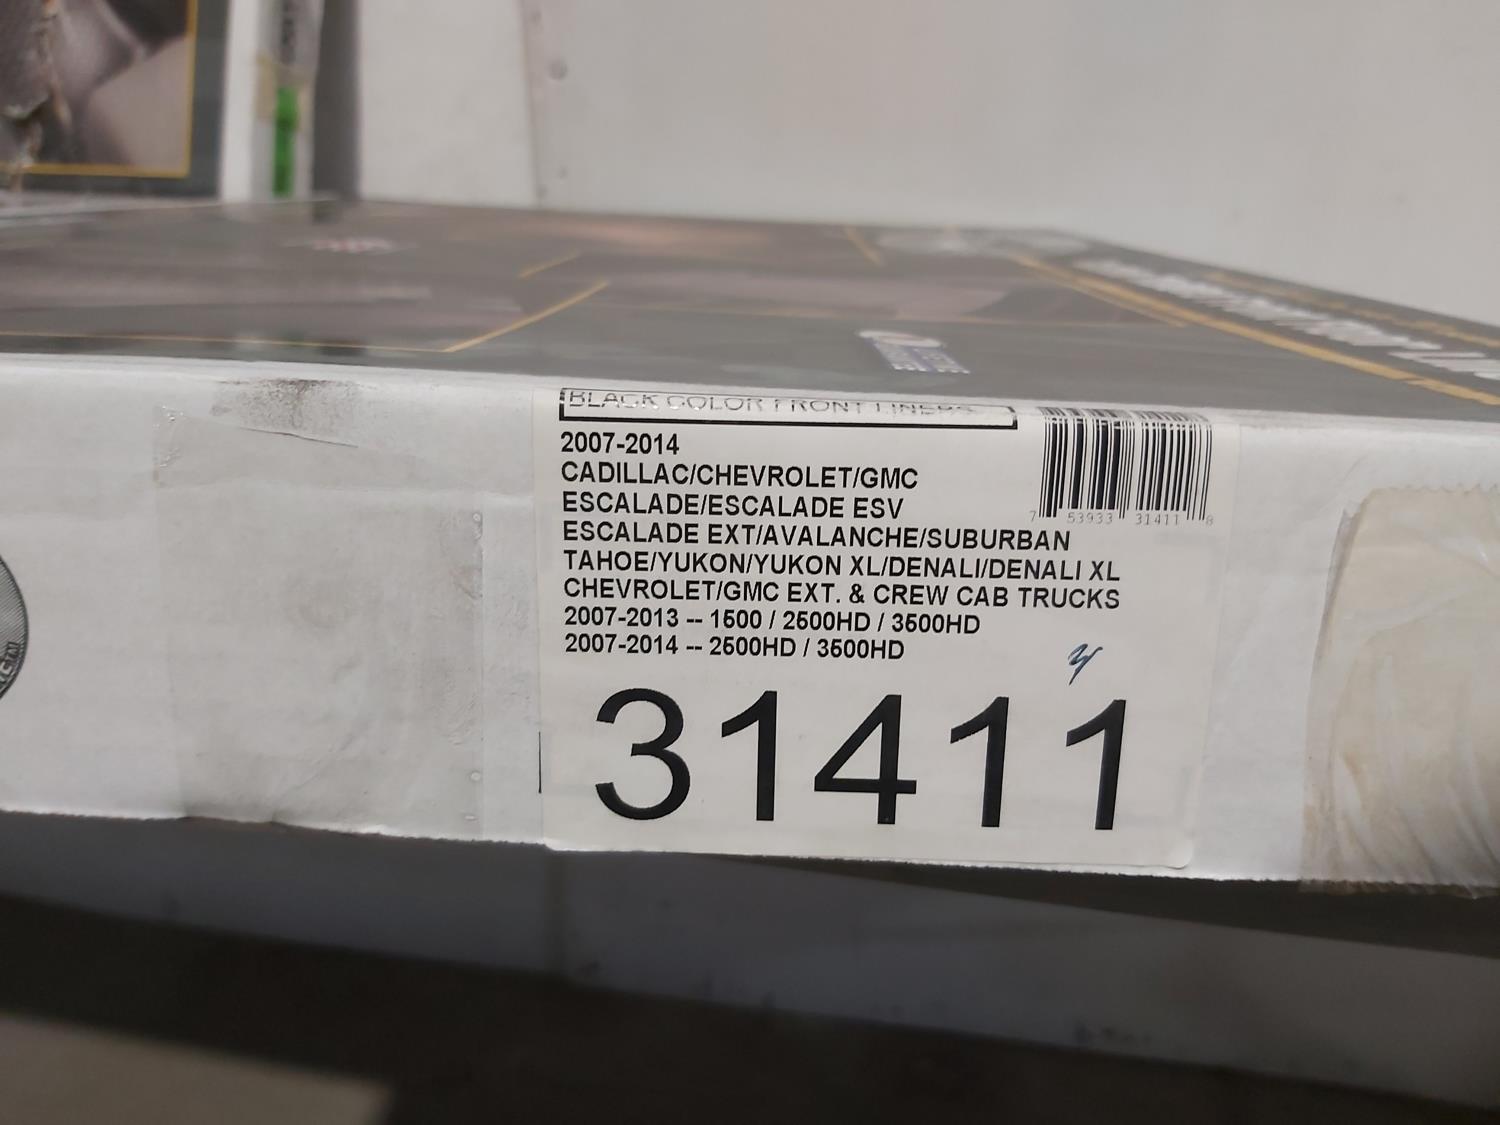 BLACK COLOR FRONT LINERS
2007-2014
CADILLAC/CHEVROLET/GMC
ESCALADE/ESCALADE ESV
ESCALADE EXT/AVALANCHE/SUBURBAN
TAHOE/YUKON/YUKON XL/DENALI/DENALI XL
CHEVROLET/GMC EXT. & CREW CAB TRUCKS
2007-2013 -- 1500 / 2500HD / 3500HD
2007-2014 -- 2500HD / 3500HD
7 53933 31411 8
31411